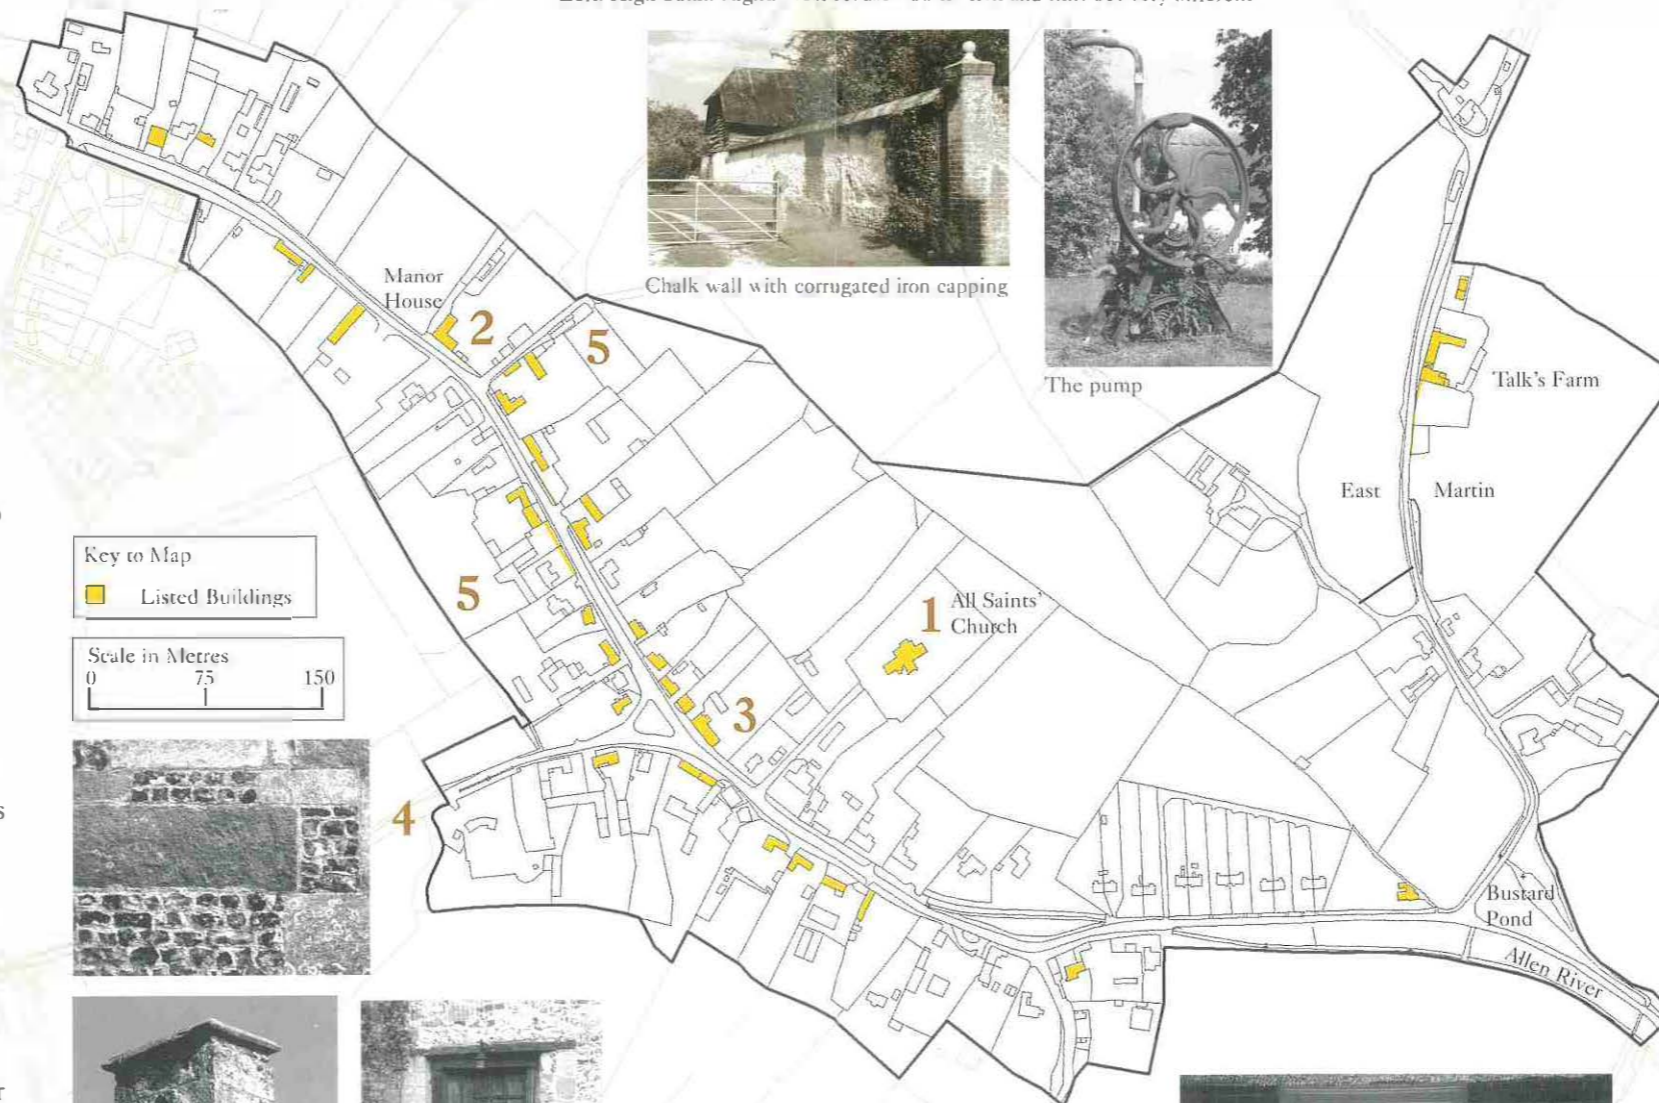 Chalk wall with corrugated iron capping
The pump
Manor
House
2
5
Talk's Farm
East Martin
Key to Map
Listed Buildings
5
1
All Saints'
Church
Scale in Metres
0 75 150
3
4
Bustard
Pond
Allen River